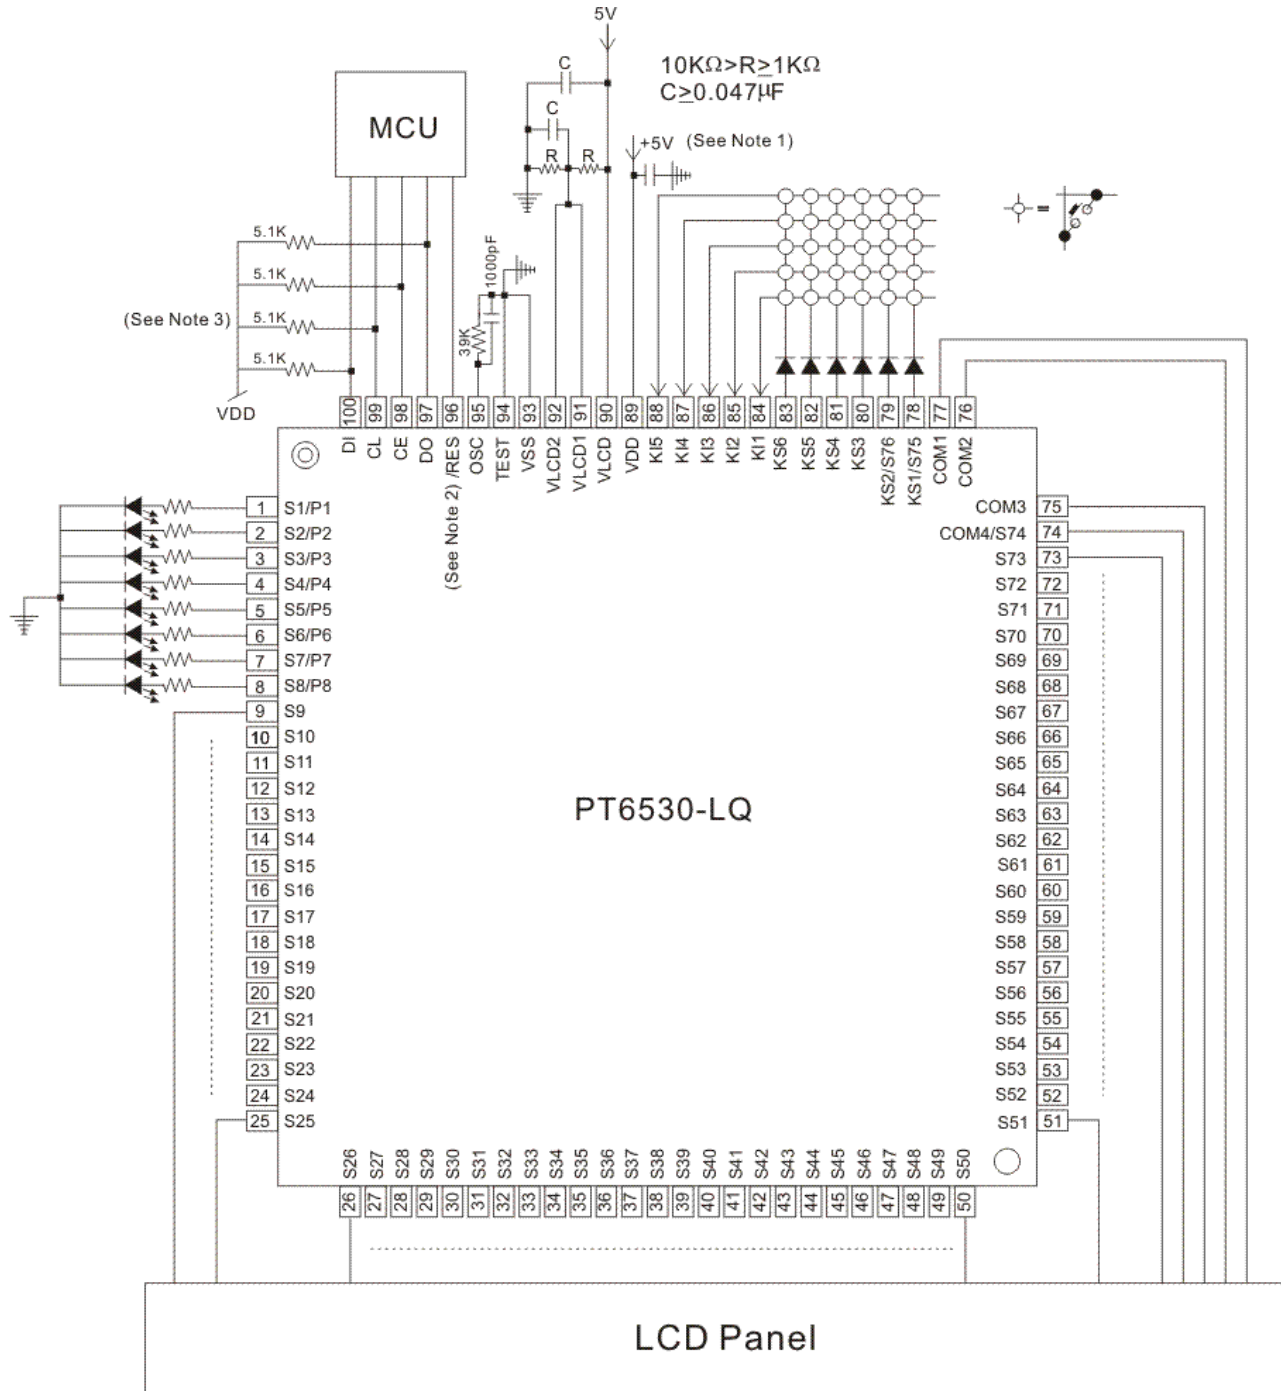 5V
C
10KΩ>R≥1KΩ
C≥0.047μF
MCU
C
+5V (See Note 1)
R R
=
5.1K
1000pF
5.1K
(See Note 3)
5.1K
39K
5.1K
VDD
100 99 98 97 96 95 94 93 92 91 90 89 88 87 86 85 84 83 82 81 80 79 78 77 76
DI CL CE DO (See Note 2) /RES OSC TEST VSS VLCD2 VLCD1 VLCD VDD KI5 KI4 KI3 KI2 KI1 KS6 KS5 KS4 KS3 KS2/S76 KS1/S75 COM1 COM2
1 S1/P1 COM3 75
2 S2/P2 COM4/S74 74
3 S3/P3 S73 73
4 S4/P4 S72 72
5 S5/P5 S71 71
6 S6/P6 S70 70
7 S7/P7 S69 69
8 S8/P8 S68 68
9 S9 S67 67
10 S10 S66 66
11 S11 S65 65
12 S12 S64 64
13 S13 S63 63
PT6530-LQ
14 S14 S62 62
15 S15 S61 61
16 S16 S60 60
17 S17 S59 59
18 S18 S58 58
19 S19 S57 57
20 S20 S56 56
21 S21 S55 55
22 S22 S54 54
23 S23 S53 53
24 S24 S52 52
25 S25 S51 51
S26 S27 S28 S29 S30 S31 S32 S33 S34 S35 S36 S37 S38 S39 S40 S41 S42 S43 S44 S45 S46 S47 S48 S49 S50
26 27 28 29 30 31 32 33 34 35 36 37 38 39 40 41 42 43 44 45 46 47 48 49 50
LCD Panel